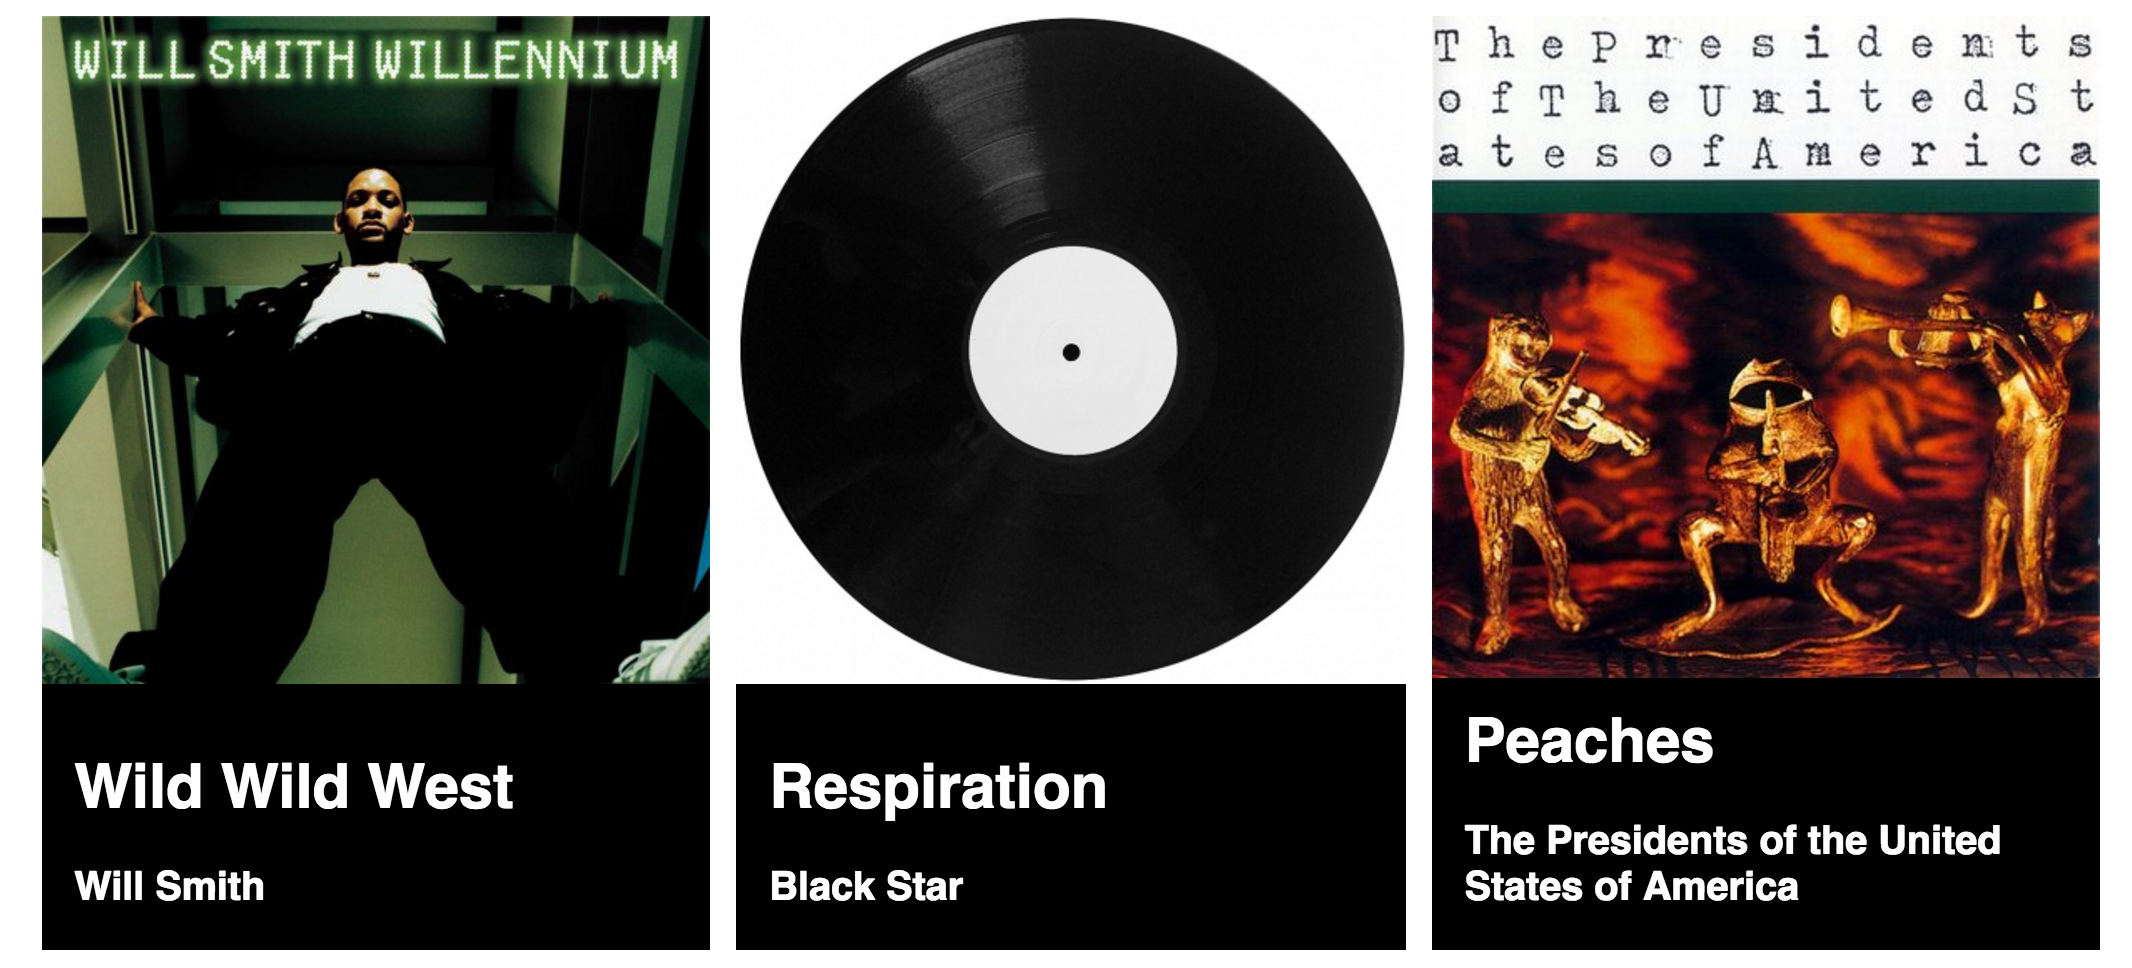 WILL SMITH WILLENNIUM
Wild Wild West
Will Smith
Respiration
Black Star
ThePresidents
ofTheUnitedSt
atesofAmerica
Peaches
The Presidents of the United
States of America